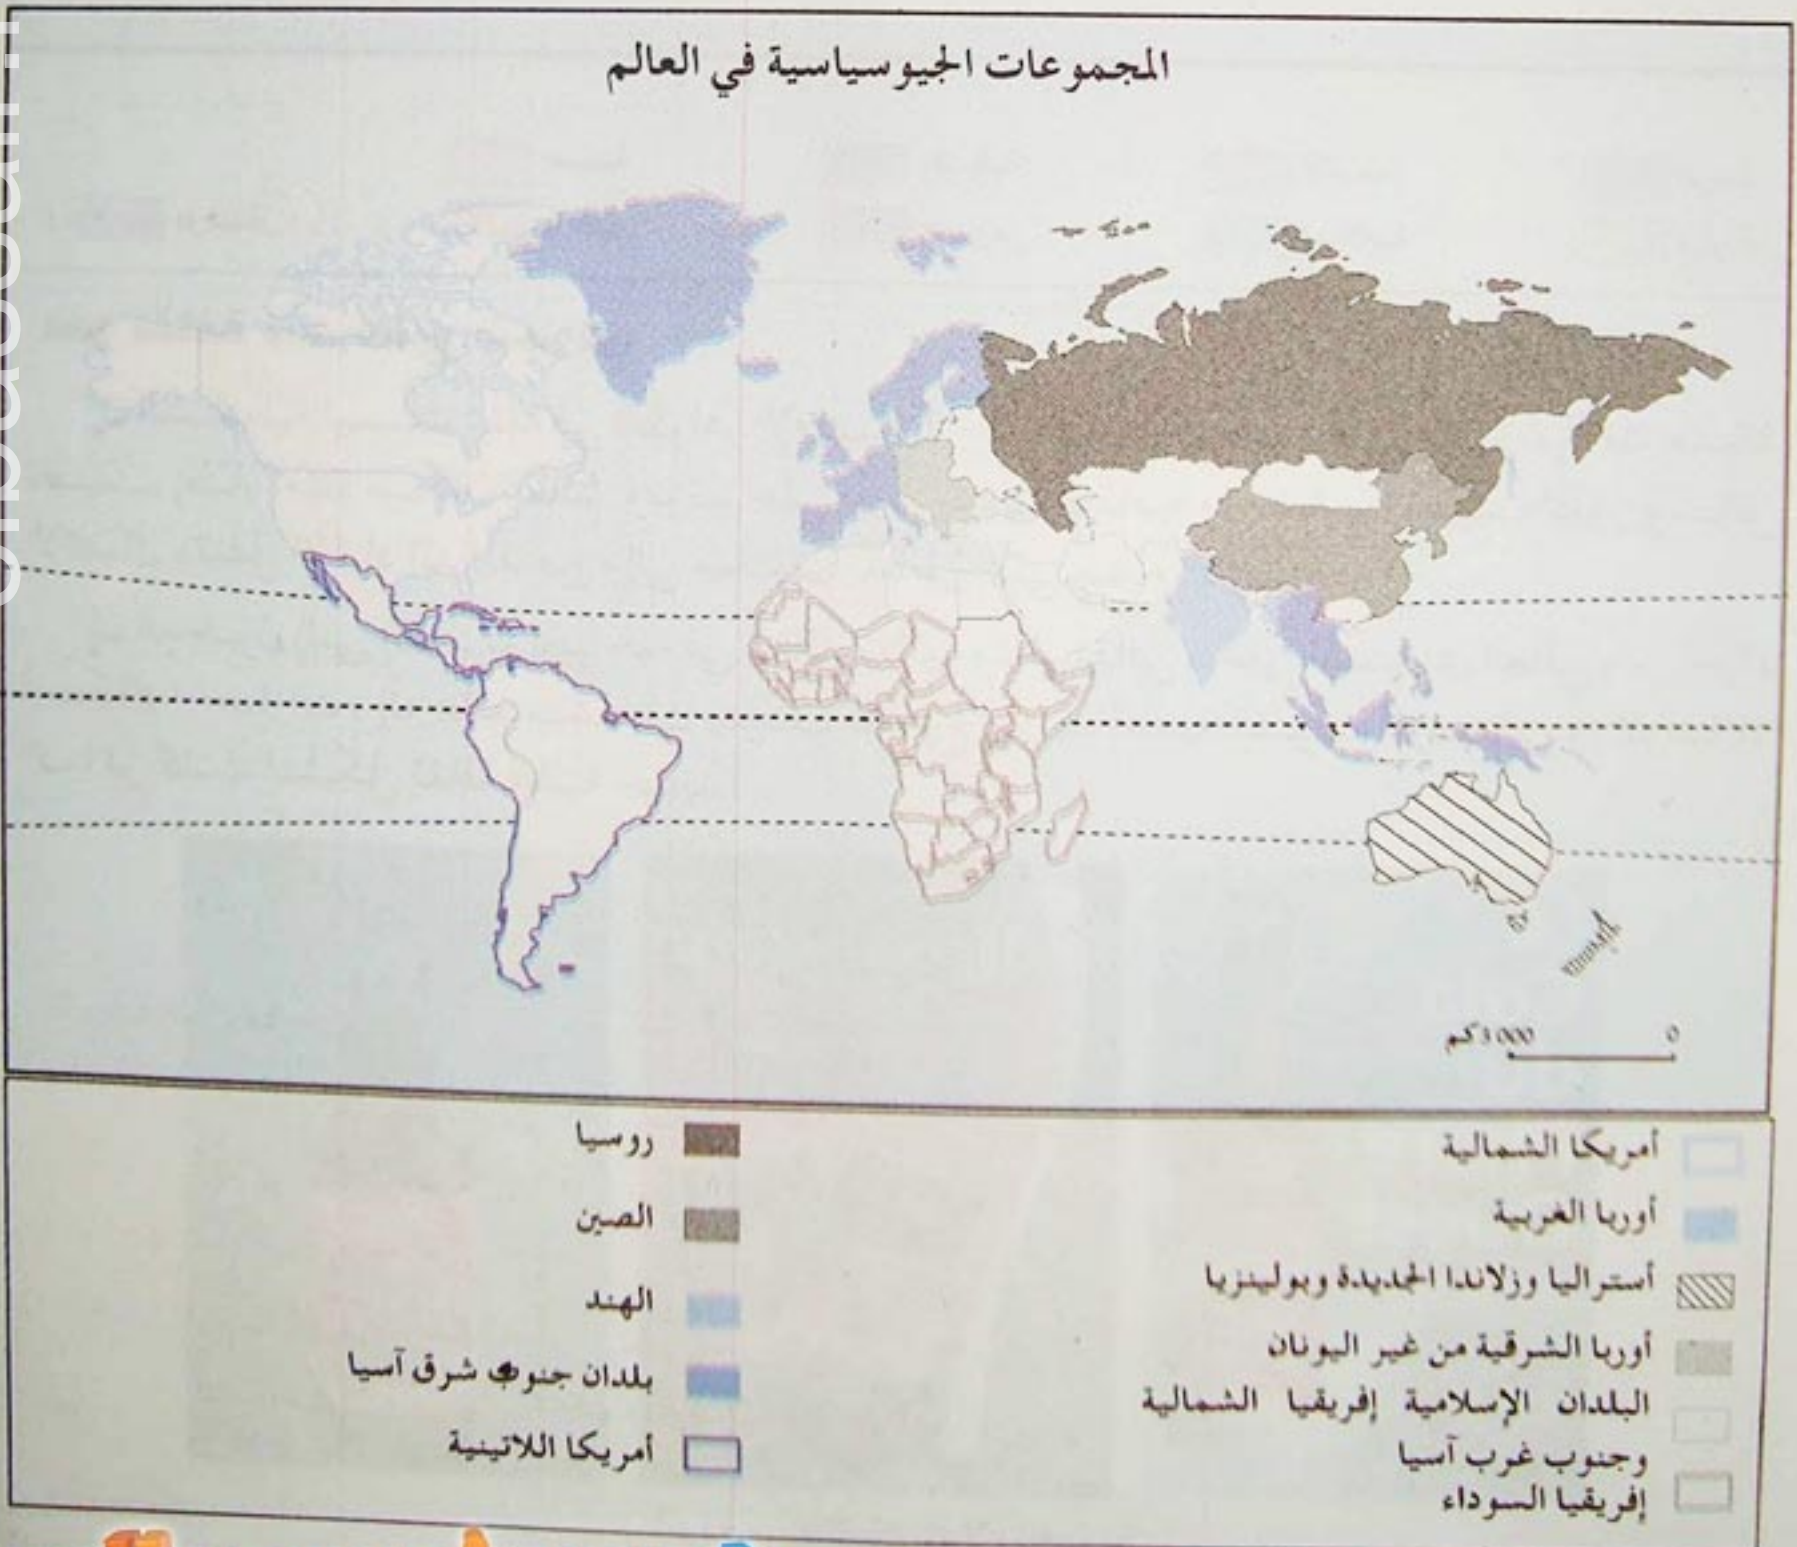 المجموعات الجيوسياسية في العالم
0 3000 كم
أمريكا الشمالية
أوربا الغربية
أستراليا وزلاندا الجديدة وبولينزيا
أوربا الشرقية من غير اليونان
البلدان الإسلامية إفريقيا الشمالية
وجنوب غرب آسيا
إفريقيا السوداء
روسيا
الصين
الهند
بلدان جنوب شرق آسيا
أمريكا اللاتينية